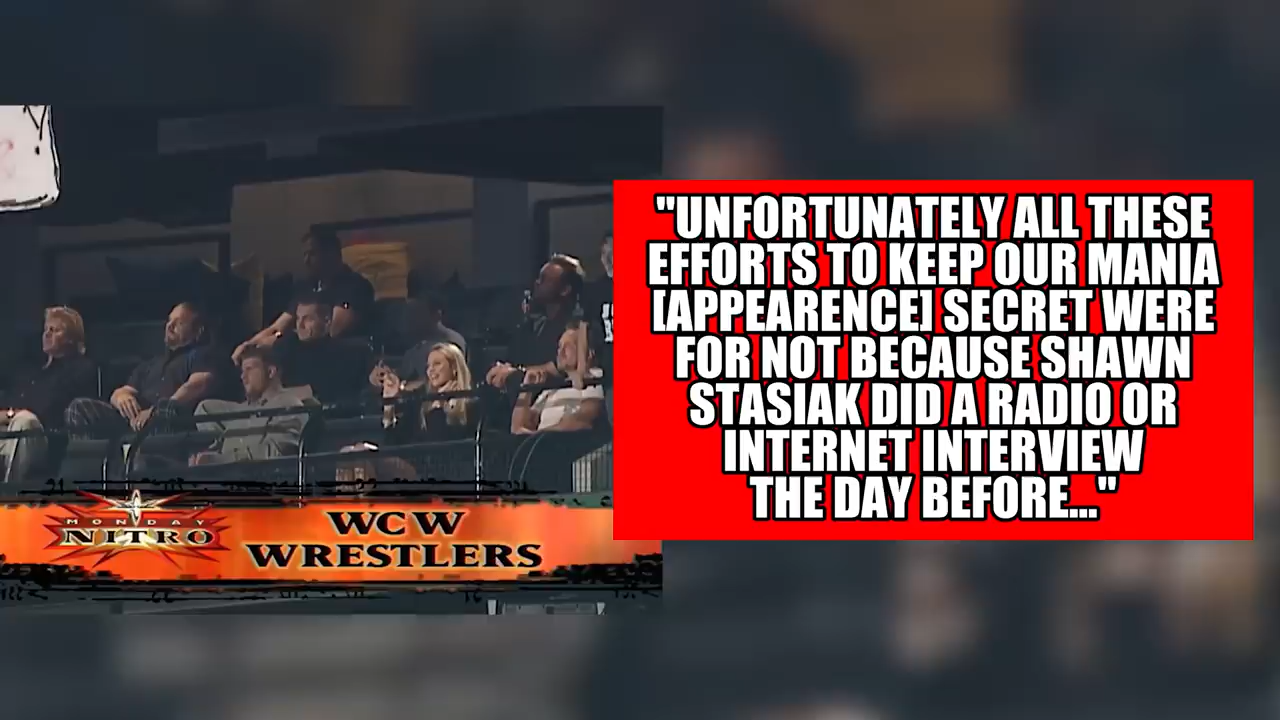 "UNFORTUNATELY ALL THESE
EFFORTS TO KEEP OUR MANIA
[APPEARENCE] SECRET WERE
FOR NOT BECAUSE SHAWN
STASIAK DID A RADIO OR
INTERNET INTERVIEW
THE DAY BEFORE..."
MONDAY
NITRO
WCW
WRESTLERS